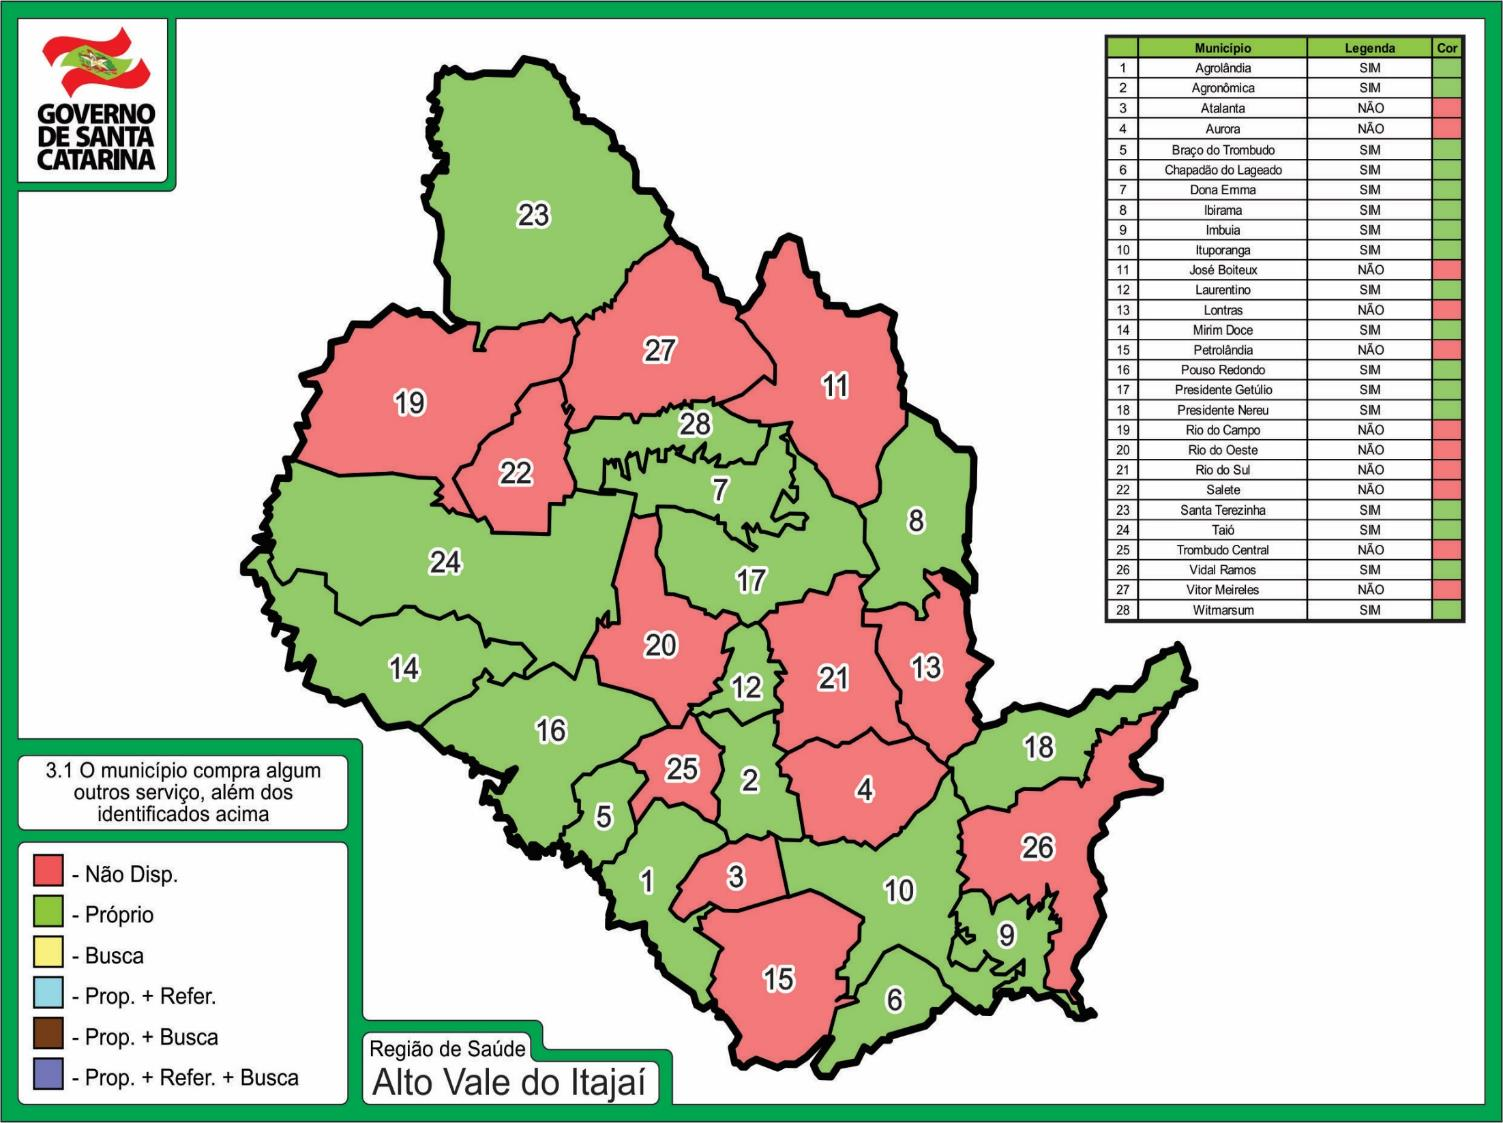 GOVERNO
DE SANTA
CATARINA
Município Legenda Cor
1 Agrolândia SIM
2 Agronômica SIM
3 Atalanta NÃO
4 Aurora NÃO
5 Braço do Trombudo SIM
6 Chapadão do Lageado SIM
7 Dona Emma SIM
8 Ibirama SIM
9 Imbuia SIM
10 Ituporanga SIM
11 José Boiteux NÃO
12 Laurentino SIM
13 Lontras NÃO
14 Mirim Doce SIM
15 Petrolândia NÃO
16 Pouso Redondo SIM
17 Presidente Getúlio SIM
18 Presidente Nereu SIM
19 Rio do Campo NÃO
20 Rio do Oeste NÃO
21 Rio do Sul NÃO
22 Salete NÃO
23 Santa Terezinha SIM
24 Taió SIM
25 Trombudo Central NÃO
26 Vidal Ramos SIM
27 Vitor Meireles NÃO
28 Witmarsum SIM
23
27
11
19
28
22
7
8
24
17
20
14
12
21
13
16
18
25
2
4
5
26
1
3
10
9
15
6
3.1 O município compra algum
outros serviço, além dos
identificados acima
- Não Disp.
- Próprio
- Busca
- Prop. + Refer.
- Prop. + Busca
- Prop. + Refer. + Busca
Região de Saúde
Alto Vale do Itajaí